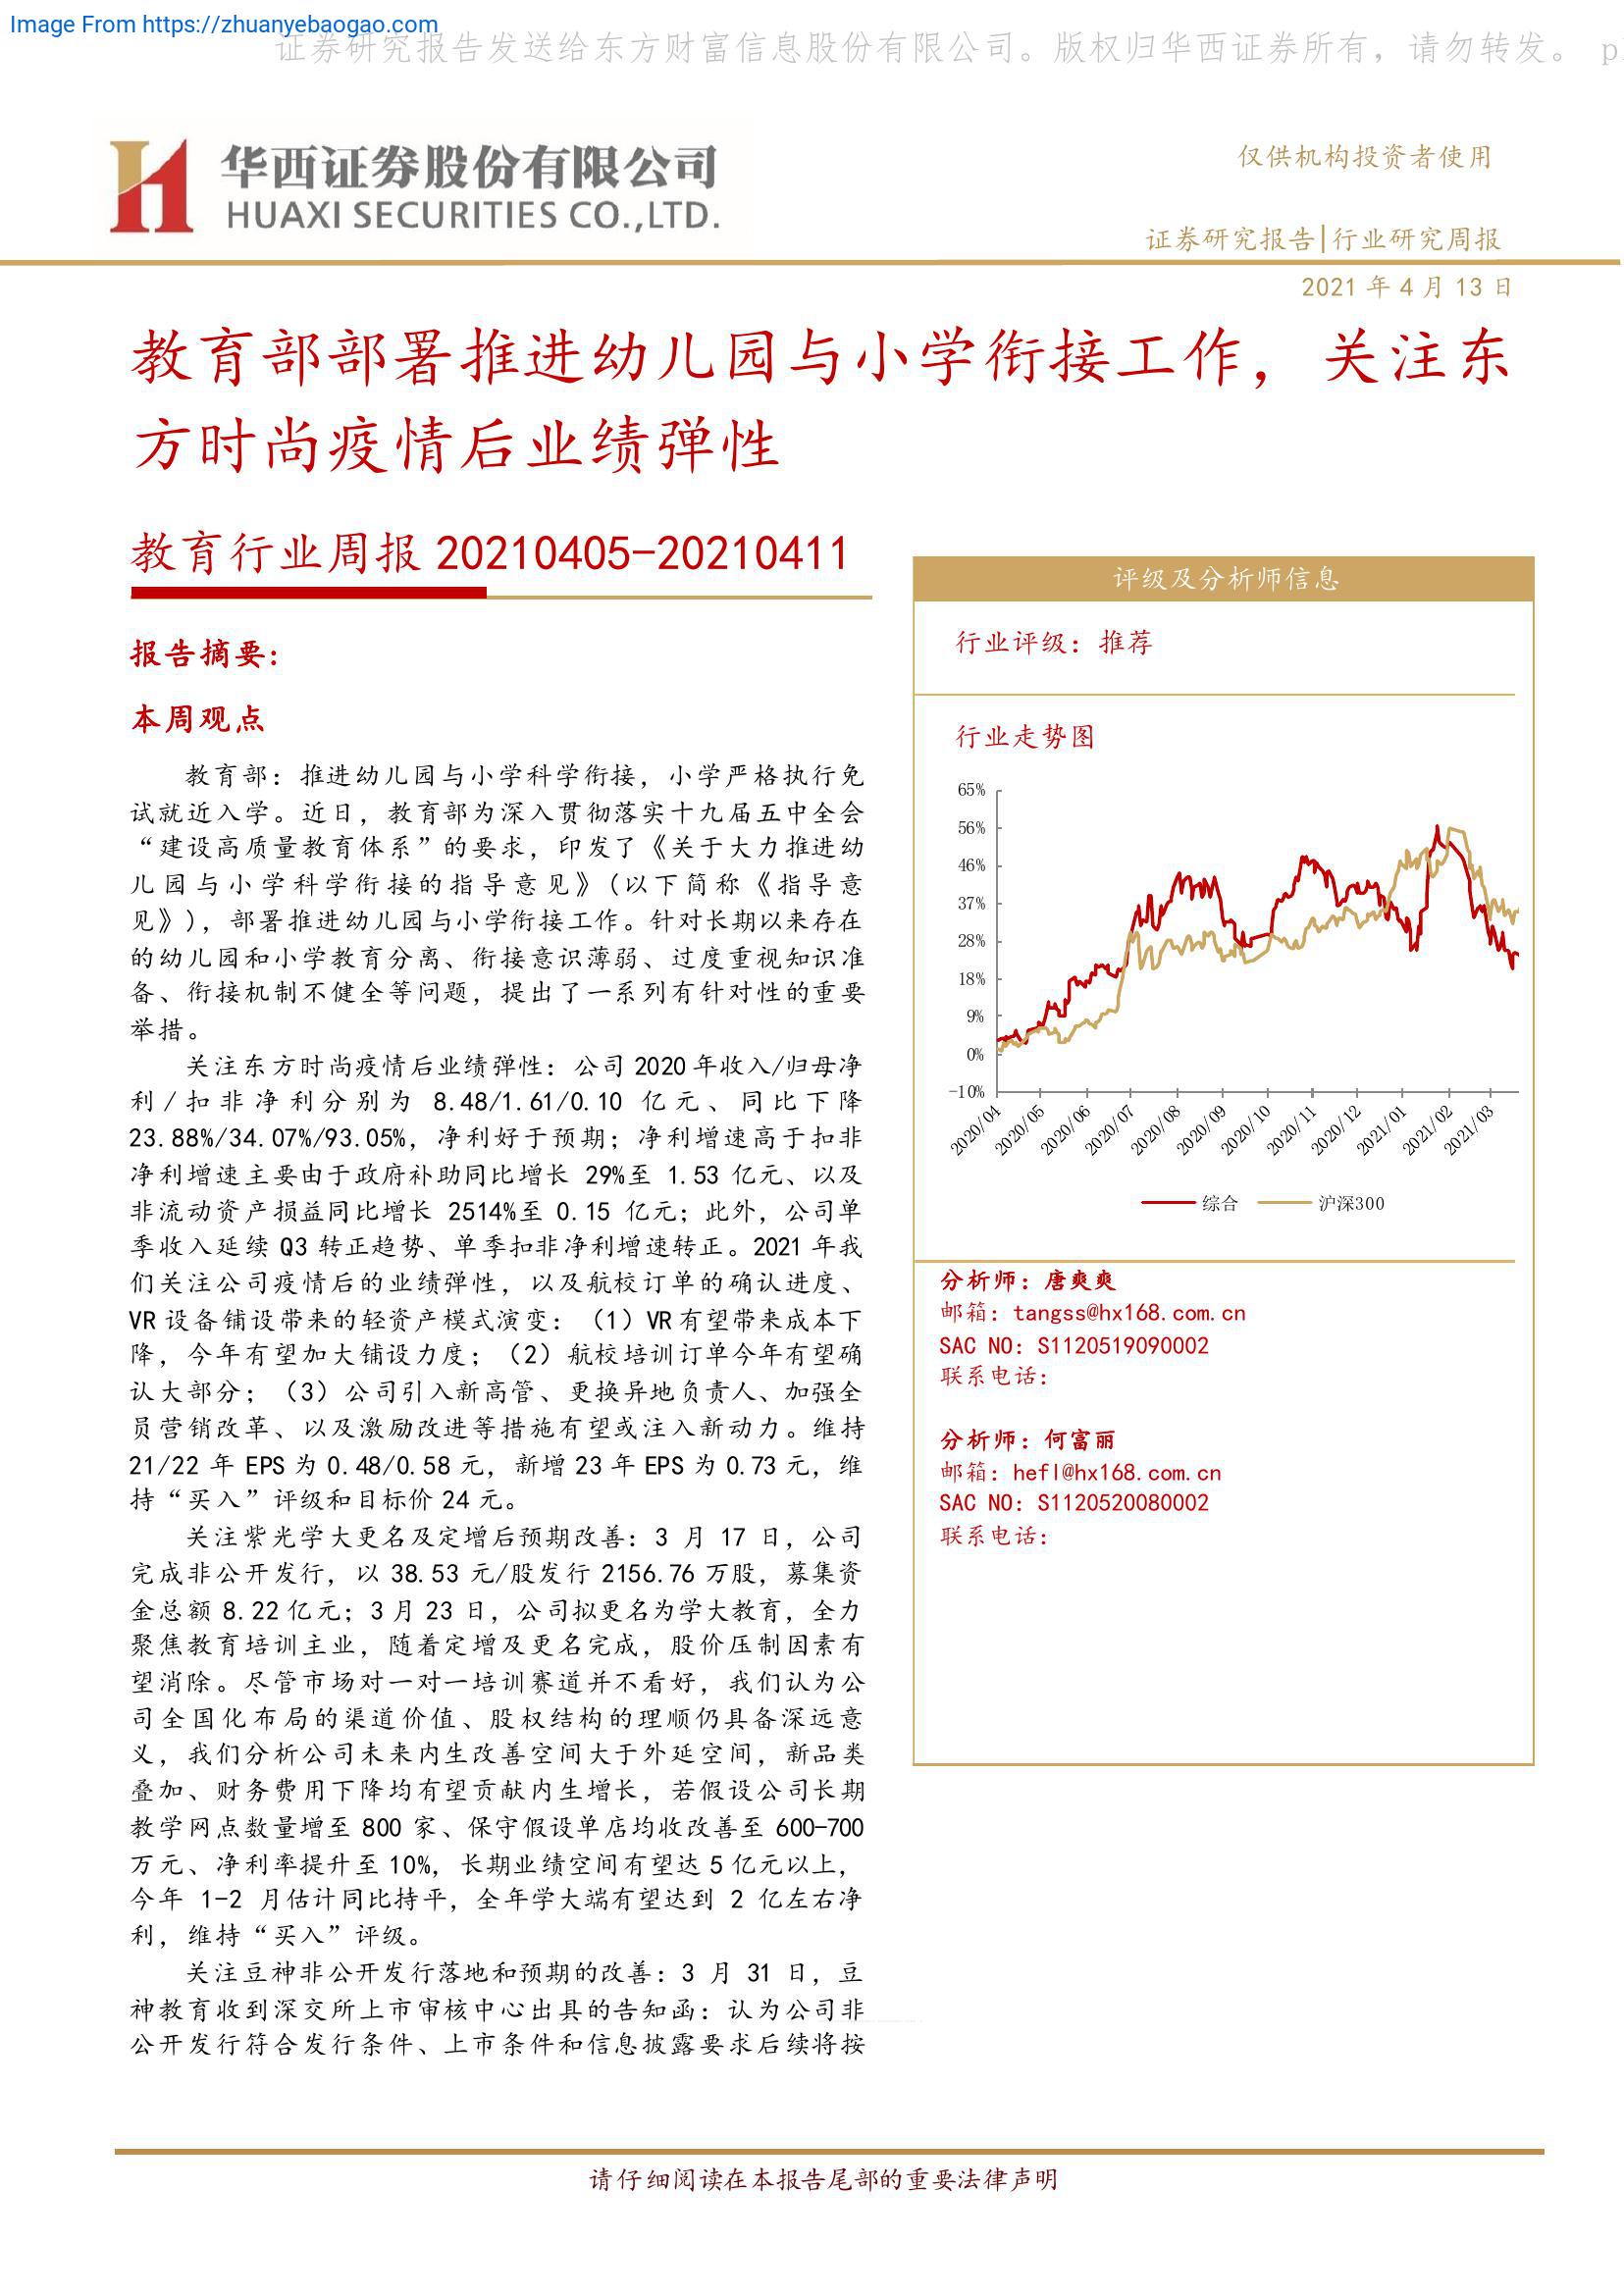 Image From https://zhuanyebaogao.com
证券研究报告发送给东方财富信息股份有限公司。版权归华西证券所有，请勿转发。 p
华西证券股份有限公司
HUAXI SECURITIES CO.,LTD.
仅供机构投资者使用
证券研究报告|行业研究周报
2021 年 4 月 13 日
教育部部署推进幼儿园与小学衔接工作，关注东
方时尚疫情后业绩弹性
教育行业周报 20210405-20210411
报告摘要:
本周观点
教育部：推进幼儿园与小学科学衔接，小学严格执行免
试就近入学。近日，教育部为深入贯彻落实十九届五中全会
“建设高质量教育体系”的要求，印发了《关于大力推进幼
儿园与小学科学衔接的指导意见》(以下简称《指导意
见》)，部署推进幼儿园与小学衔接工作。针对长期以来存在
的幼儿园和小学教育分离、衔接意识薄弱、过度重视知识准
备、衔接机制不健全等问题，提出了一系列有针对性的重要
举措。
关注东方时尚疫情后业绩弹性：公司 2020 年收入/归母净
利/扣非净利分别为 8.48/1.61/0.10 亿元、同比下降
23.88%/34.07%/93.05%，净利好于预期；净利增速高于扣非
净利增速主要由于政府补助同比增长 29%至 1.53 亿元、以及
非流动资产损益同比增长 2514%至 0.15 亿元；此外，公司单
季收入延续 Q3 转正趋势、单季扣非净利增速转正。2021 年我
们关注公司疫情后的业绩弹性，以及航校订单的确认进度、
VR 设备铺设带来的轻资产模式演变：（1）VR 有望带来成本下
降，今年有望加大铺设力度；（2）航校培训订单今年有望确
认大部分；（3）公司引入新高管、更换异地负责人、加强全
员营销改革、以及激励改进等措施有望或注入新动力。维持
21/22 年 EPS 为 0.48/0.58 元，新增 23 年 EPS 为 0.73 元，维
持“买入”评级和目标价 24 元。
关注紫光学大更名及定增后预期改善：3 月 17 日，公司
完成非公开发行，以 38.53 元/股发行 2156.76 万股，募集资
金总额 8.22 亿元；3 月 23 日，公司拟更名为学大教育，全力
聚焦教育培训主业，随着定增及更名完成，股价压制因素有
望消除。尽管市场对一对一培训赛道并不看好，我们认为公
司全国化布局的渠道价值、股权结构的理顺仍具备深远意
义，我们分析公司未来内生改善空间大于外延空间，新品类
叠加、财务费用下降均有望贡献内生增长，若假设公司长期
教学网点数量增至 800 家、保守假设单店均收改善至 600-700
万元、净利率提升至 10%，长期业绩空间有望达 5 亿元以上，
今年 1-2 月估计同比持平，全年学大端有望达到 2 亿左右净
利，维持“买入”评级。
关注豆神非公开发行落地和预期的改善：3 月 31 日，豆
神教育收到深交所上市审核中心出具的告知函：认为公司非
公开发行符合发行条件、上市条件和信息披露要求后续将按
评级及分析师信息
行业评级：推荐
行业走势图
65%
56%
46%
37%
28%
18%
9%
0%
-10%
2020/04
2020/05
2020/06
2020/07
2020/08
2020/09
2020/10
2020/11
2020/12
2021/01
2021/02
2021/03
综合 沪深300
分析师：唐爽爽
邮箱：tangss@hx168.com.cn
SAC NO：S1120519090002
联系电话：
分析师：何富丽
邮箱：hefl@hx168.com.cn
SAC NO：S1120520080002
联系电话：
请仔细阅读在本报告尾部的重要法律声明